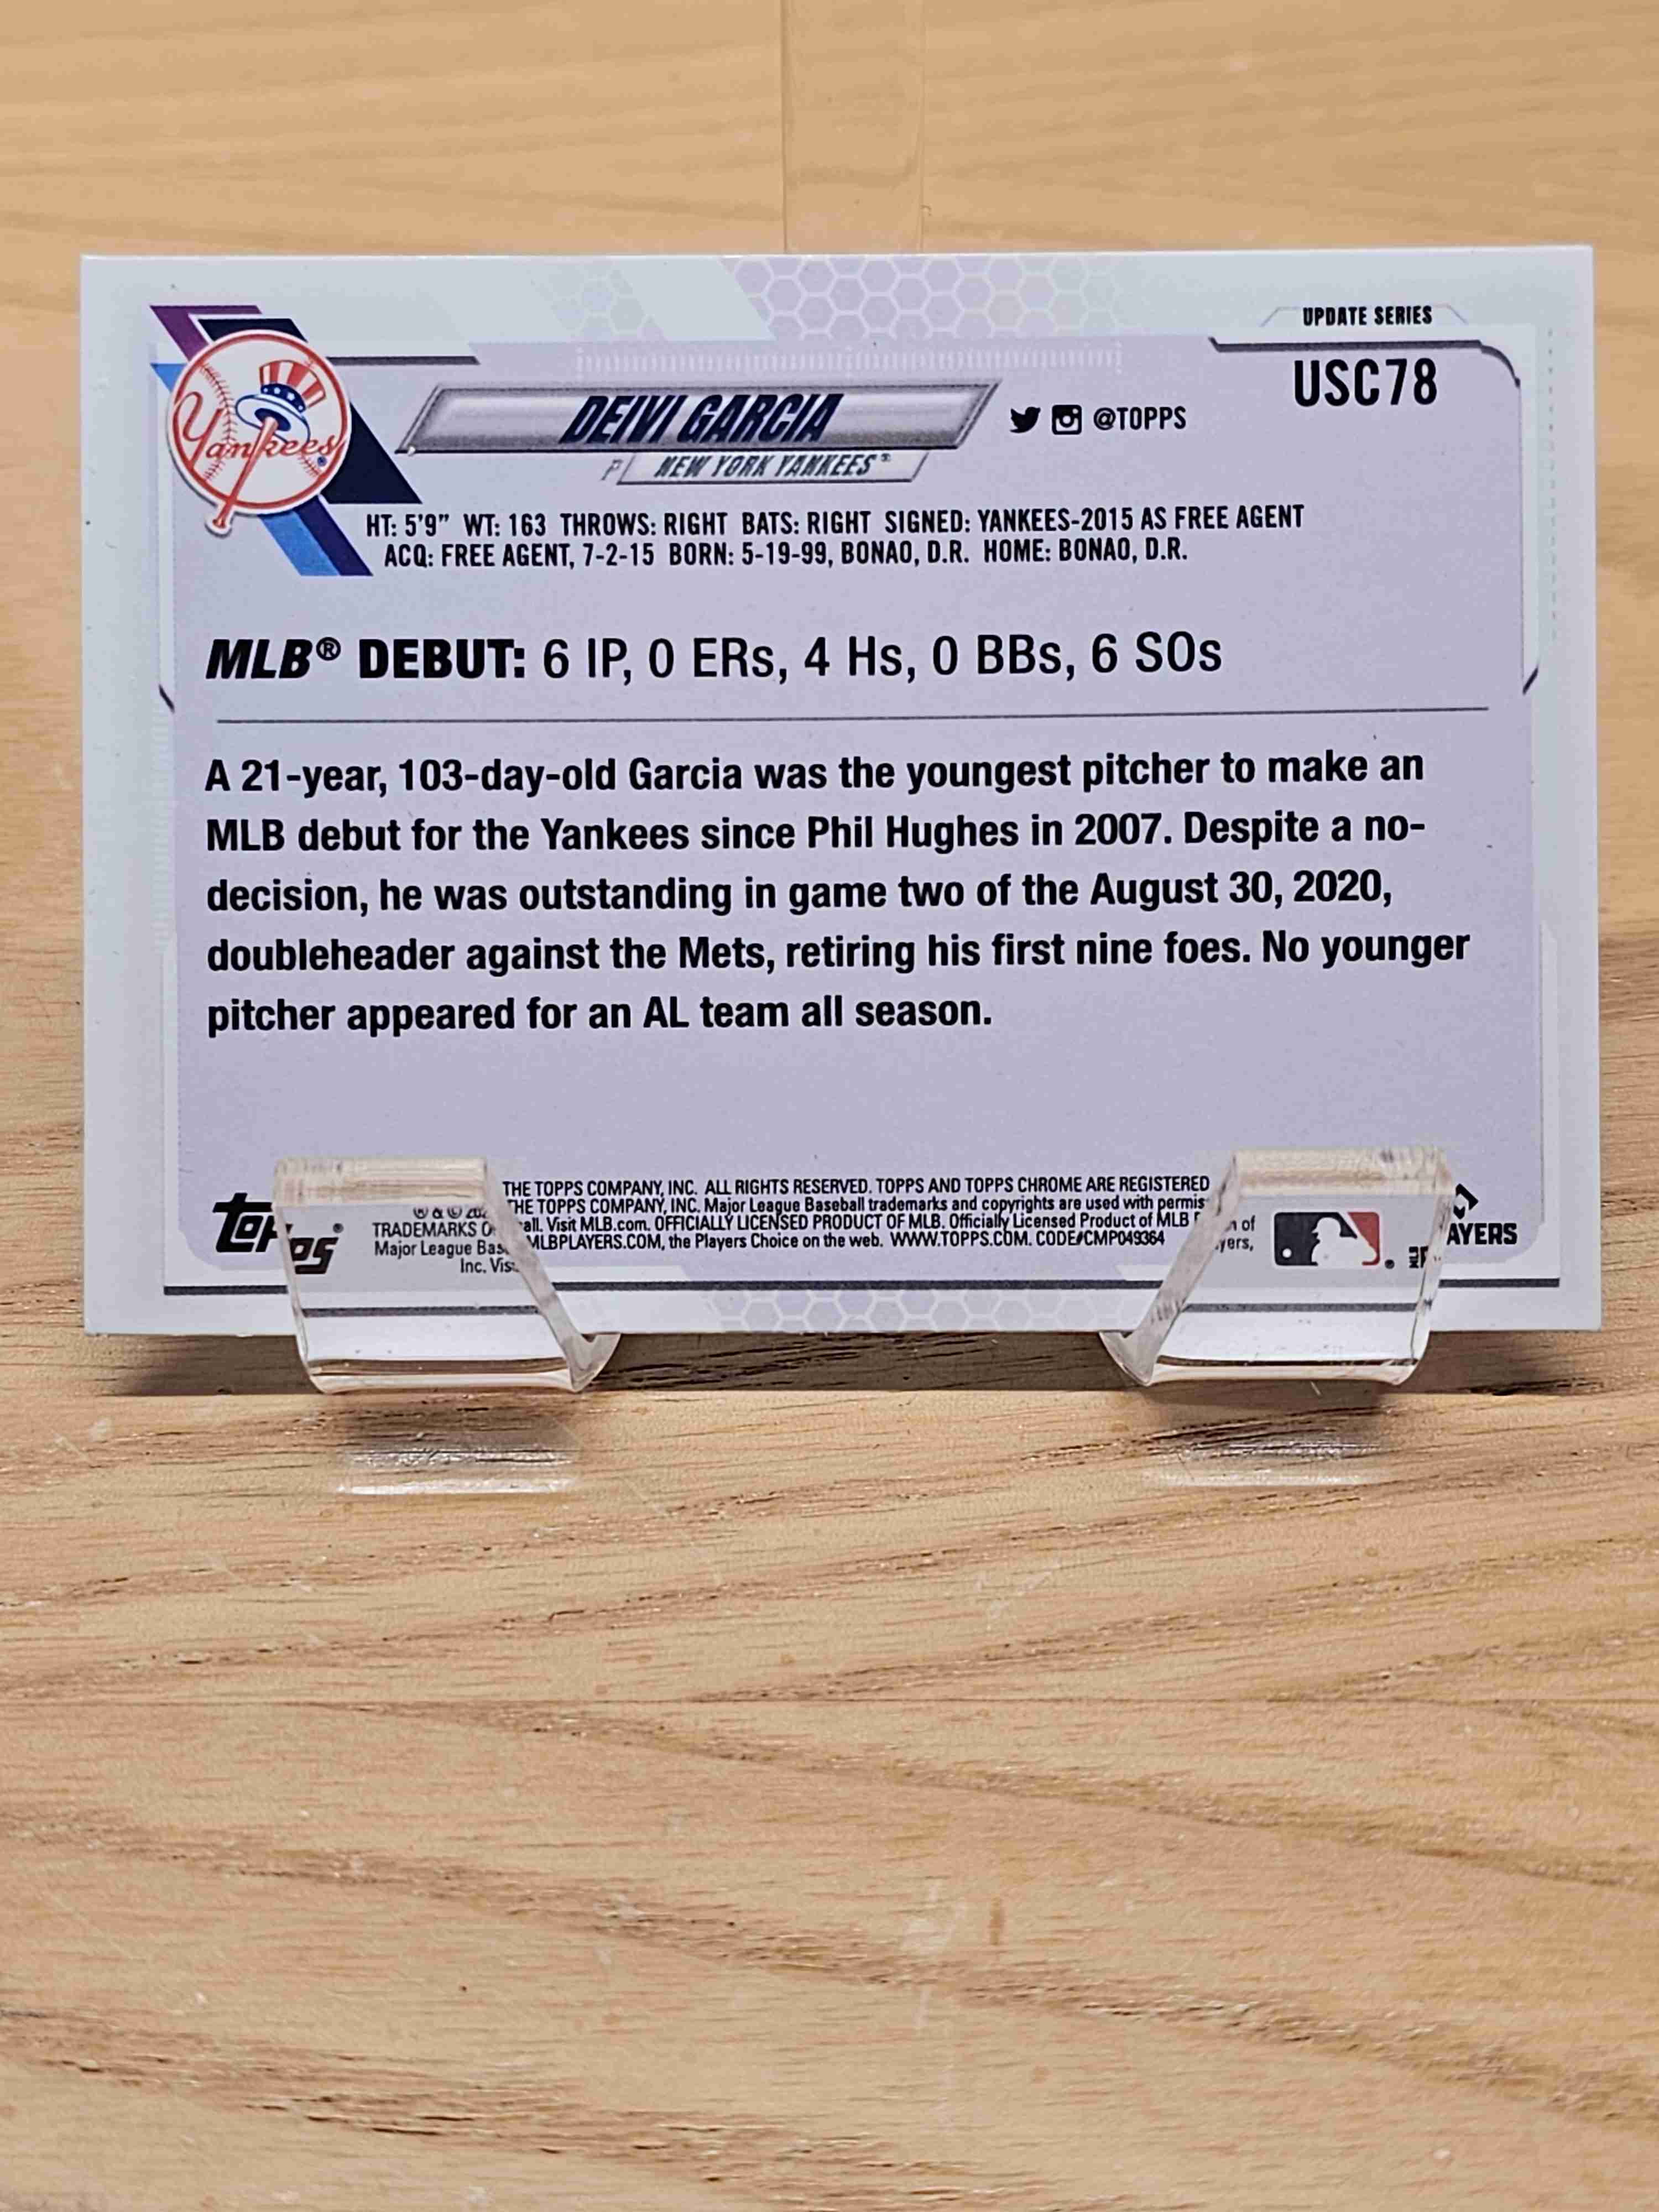 UPDATE SERIES
USC78
Yankees
DEIVI GARCIA
@TOPPS
P NEW YORK YANKEES®
HT: 5'9" WT: 163 THROWS: RIGHT BATS: RIGHT SIGNED: YANKEES-2015 AS FREE AGENT
ACQ: FREE AGENT, 7-2-15 BORN: 5-19-99, BONAO, D.R. HOME: BONAO, D.R.
MLB® DEBUT: 6 IP, 0 ERs, 4 Hs, 0 BBs, 6 SOs
A 21-year, 103-day-old Garcia was the youngest pitcher to make an
MLB debut for the Yankees since Phil Hughes in 2007. Despite a no-
decision, he was outstanding in game two of the August 30, 2020,
doubleheader against the Mets, retiring his first nine foes. No younger
pitcher appeared for an AL team all season.
Topps®
® & © THE TOPPS COMPANY, INC. ALL RIGHTS RESERVED. TOPPS AND TOPPS CHROME ARE REGISTERED
TRADEMARKS THE TOPPS COMPANY, INC. Major League Baseball trademarks and copyrights are used with
Major League Visit MLB.com. OFFICIALLY LICENSED PRODUCT OF MLB. Officially Licensed Product of MLB of
Inc. MLBPLAYERS.COM, the Players Choice on the web. WWW.TOPPS.COM. CODE#CMP049364
MLB PLAYERS